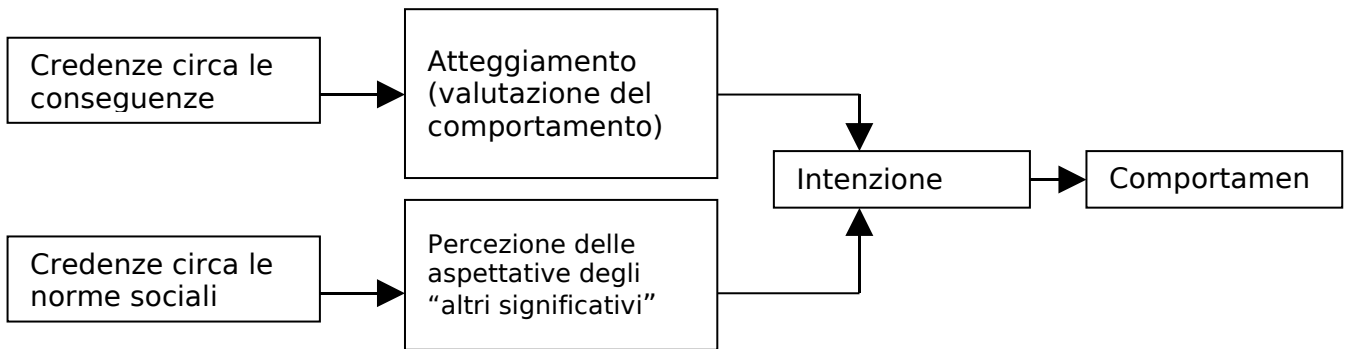 Credenze circa le
conseguenze
Atteggiamento
(valutazione del
comportamento)
Intenzione
Comportamen
Credenze circa le
norme sociali
Percezione delle
aspettative degli
“altri significativi”